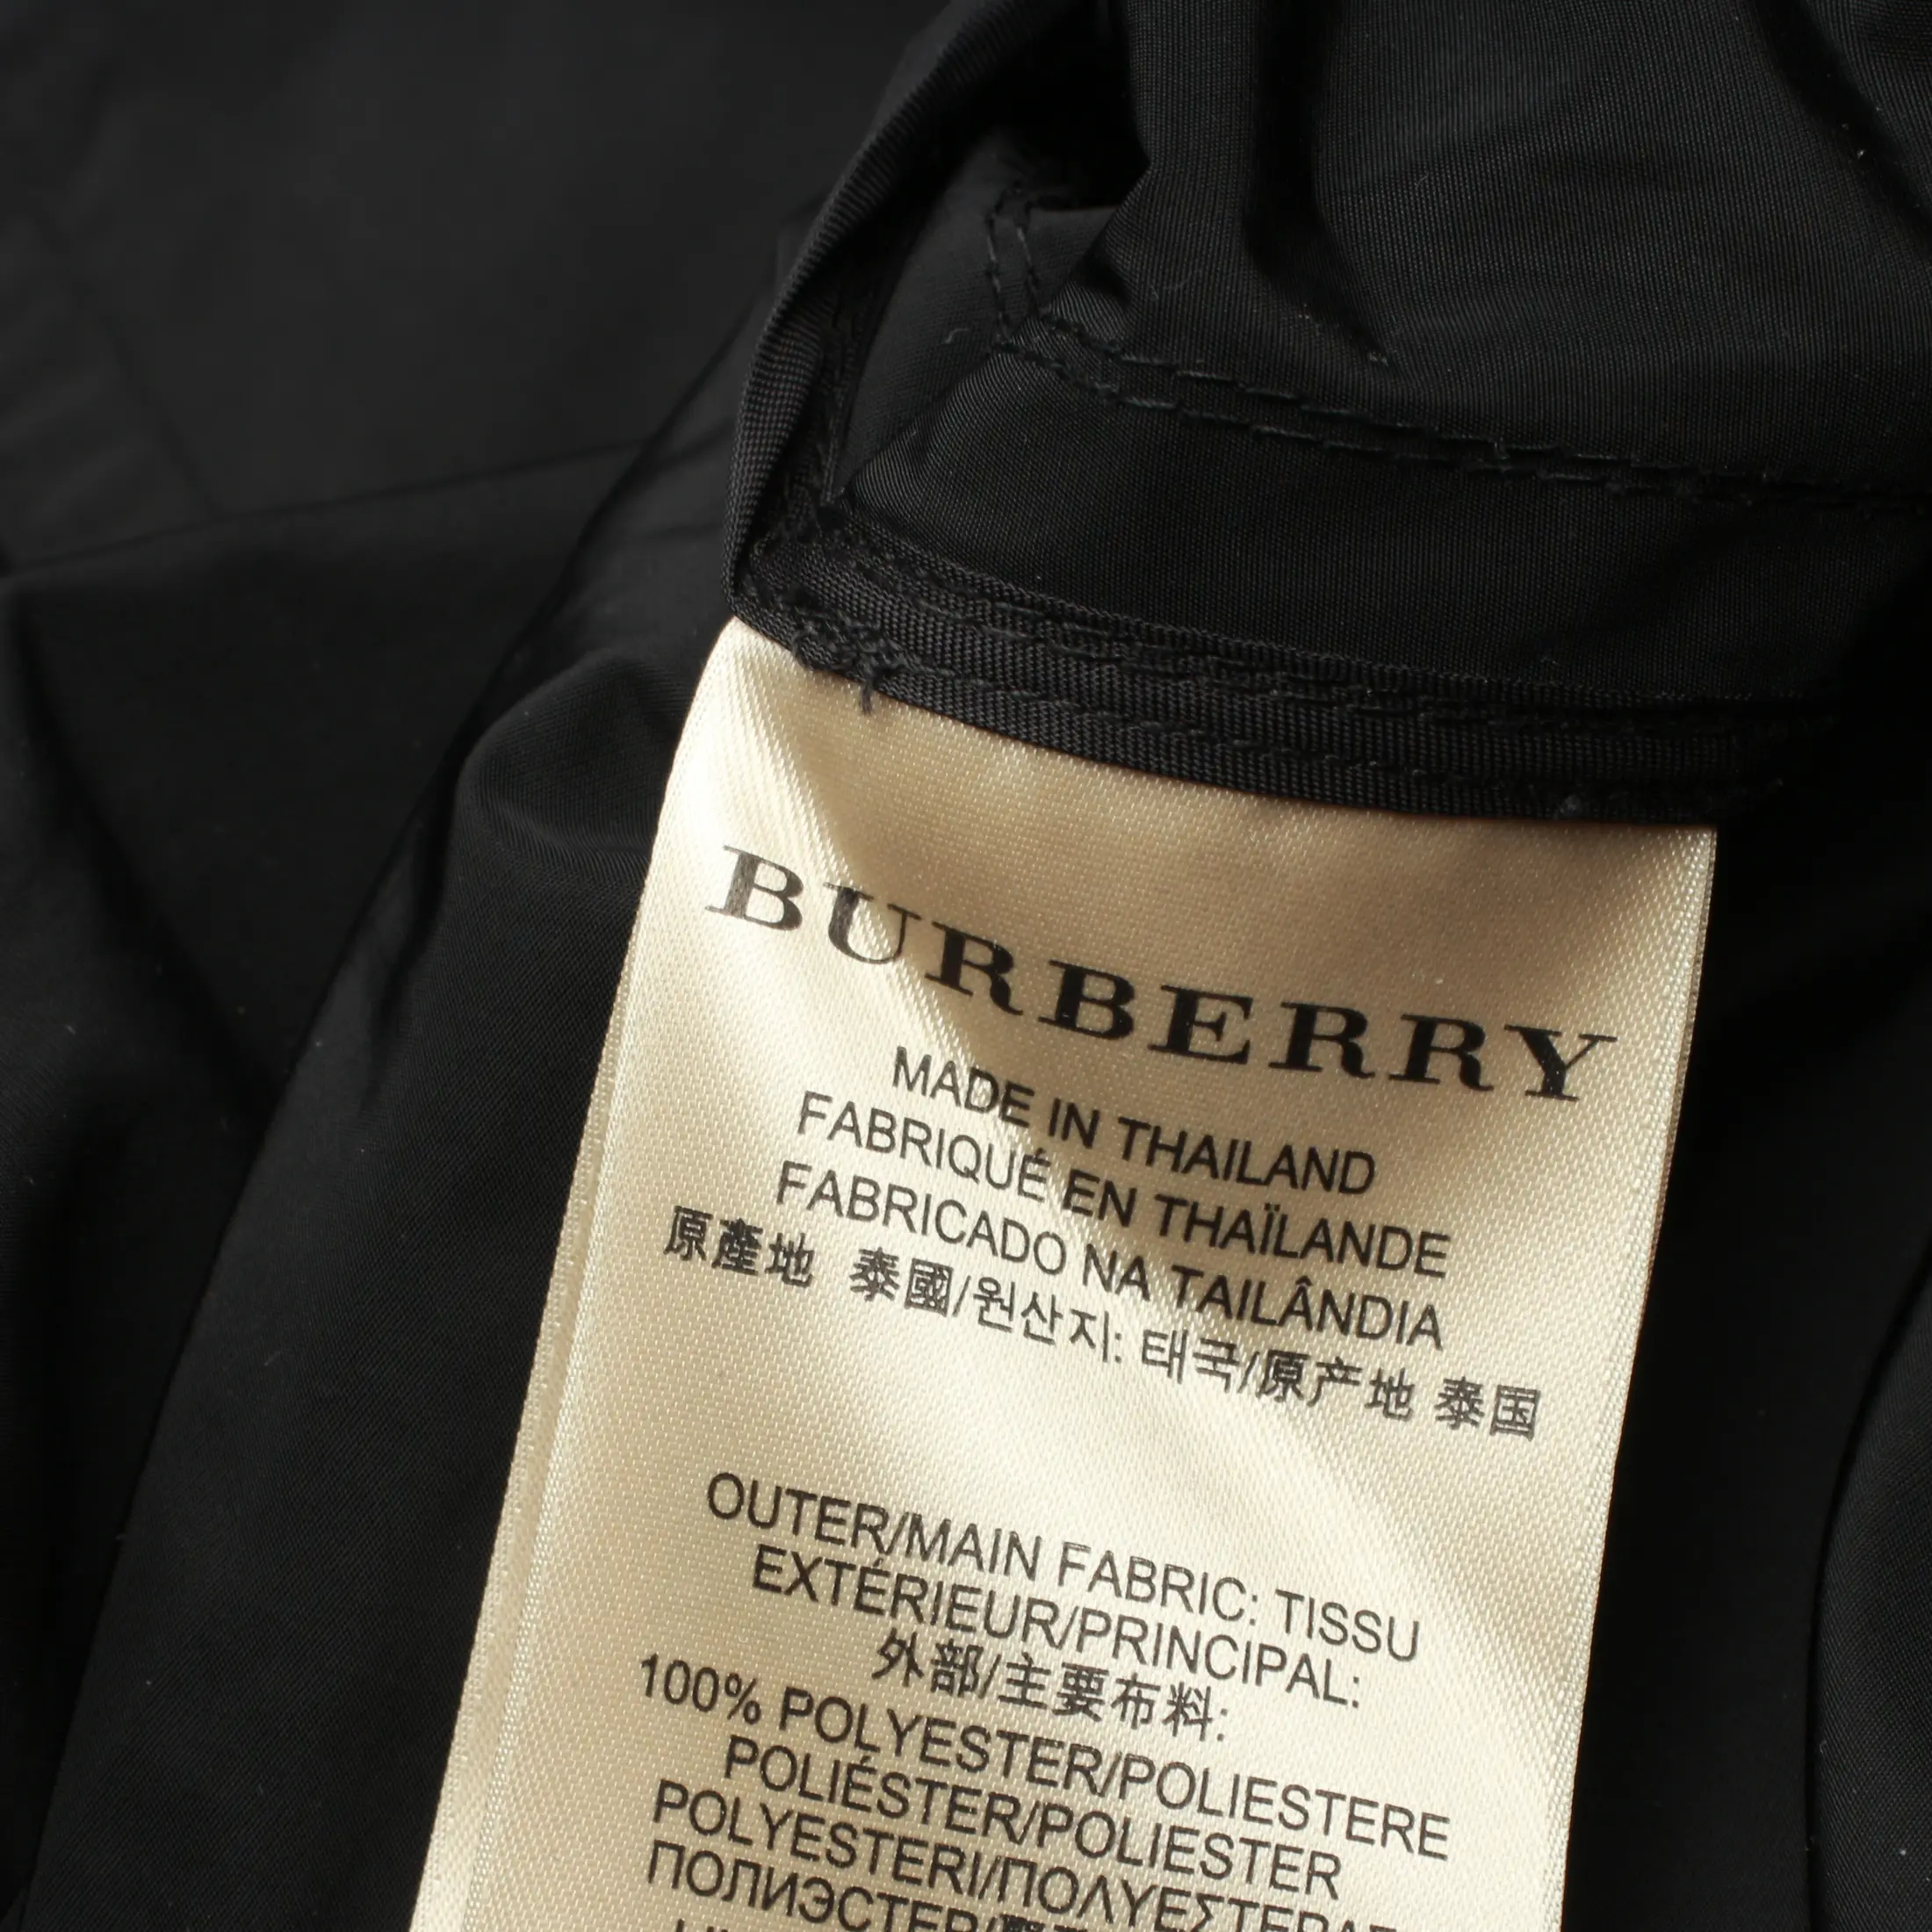 BURBERRY
MADE IN THAILAND
FABRIQUÉ EN THAÏLANDE
FABRICADO NA TAILÂNDIA
原產地 泰國/원산지: 태국/原产地 泰国
OUTER/MAIN FABRIC: TISSU
EXTÉRIEUR/PRINCIPAL:
外部/主要布料:
100% POLYESTER/POLIESTERE
POLIÉSTER/POLIESTER
POLYESTERI/ΠΟΛΥΕΣΤΕΡΑΣ
ПОЛИЭСТЕР/聚